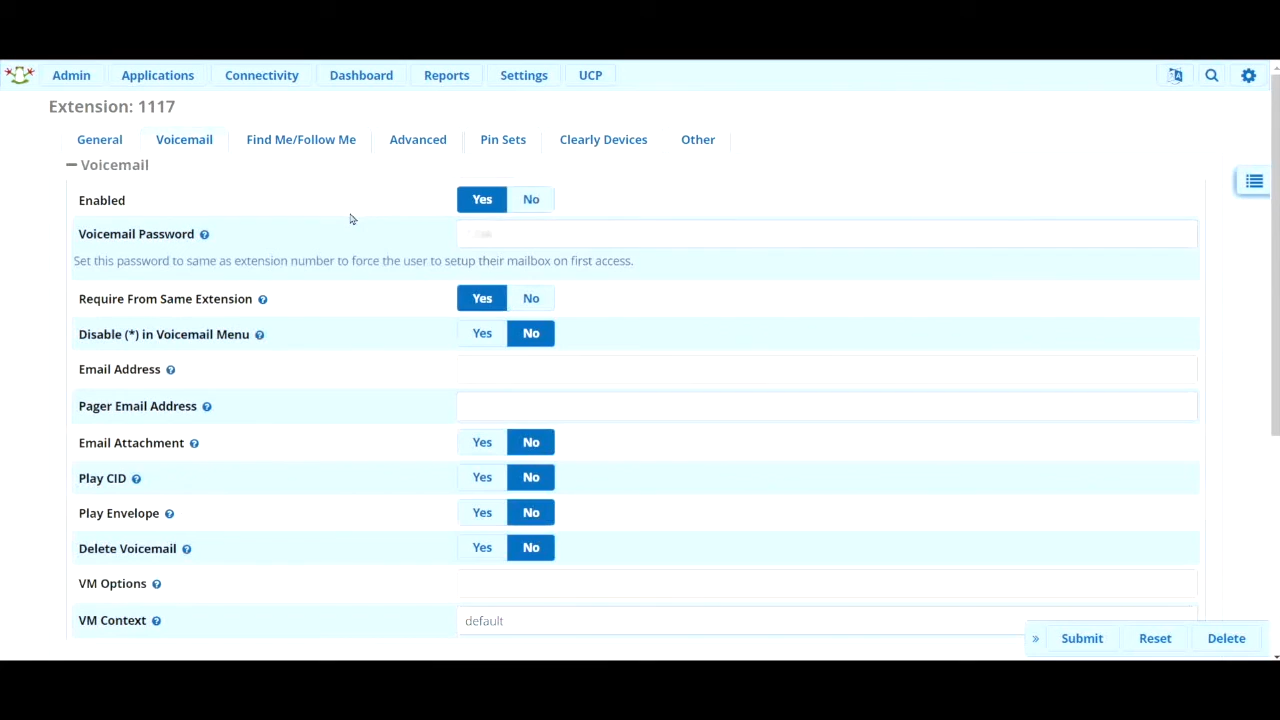 Admin Applications Connectivity Dashboard Reports Settings UCP
Extension: 1117
General Voicemail Find Me/Follow Me Advanced Pin Sets Clearly Devices Other
Voicemail
Enabled Yes No
Voicemail Password
Set this password to same as extension number to force the user to setup their mailbox on first access.
Require From Same Extension Yes No
Disable (*) in Voicemail Menu Yes No
Email Address
Pager Email Address
Email Attachment Yes No
Play CID Yes No
Play Envelope Yes No
Delete Voicemail Yes No
VM Options
VM Context default
» Submit Reset Delete